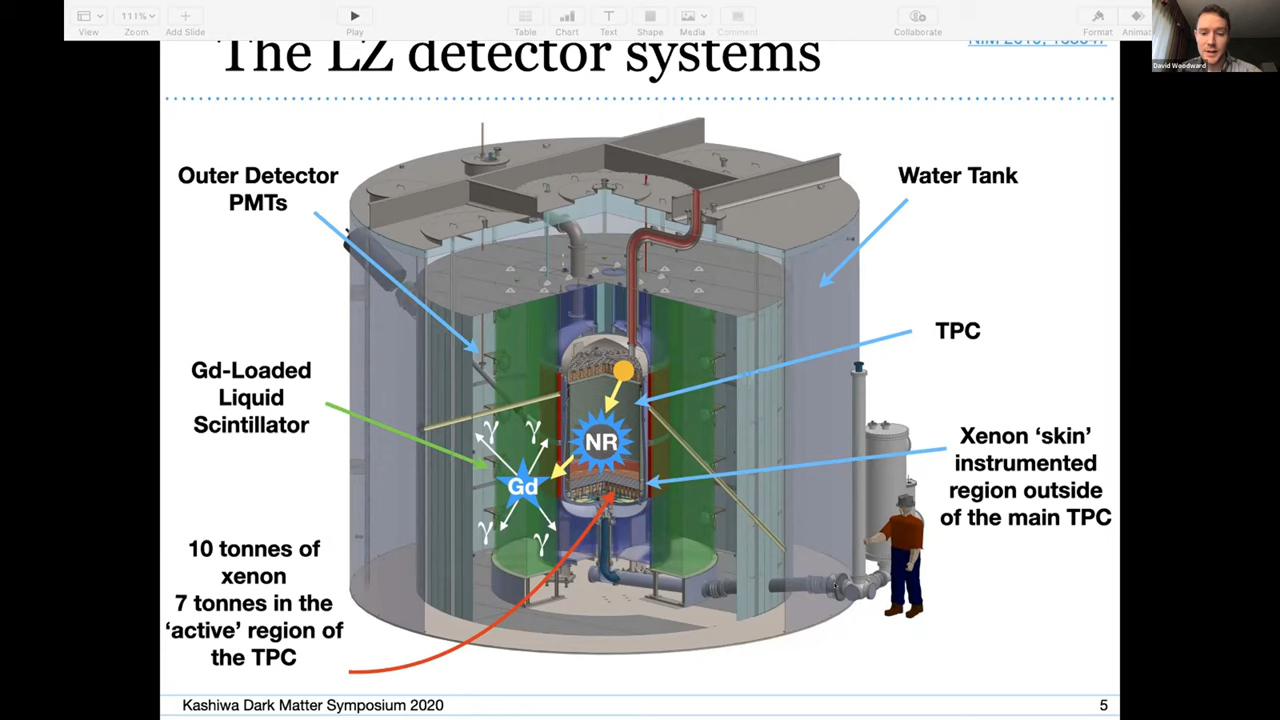 111%
View
Zoom
Add Slide
Play
Table
Chart
Text
Shape
Media
Comment
Collaborate
Format
Animate
David Woodward
The LZ detector systems
Outer Detector
PMTs
Water Tank
TPC
Gd-Loaded
Liquid
Scintillator
γ
γ
NR
Gd
γ
γ
Xenon ‘skin’
instrumented
region outside
of the main TPC
10 tonnes of
xenon
7 tonnes in the
‘active’ region of
the TPC
Kashiwa Dark Matter Symposium 2020
5